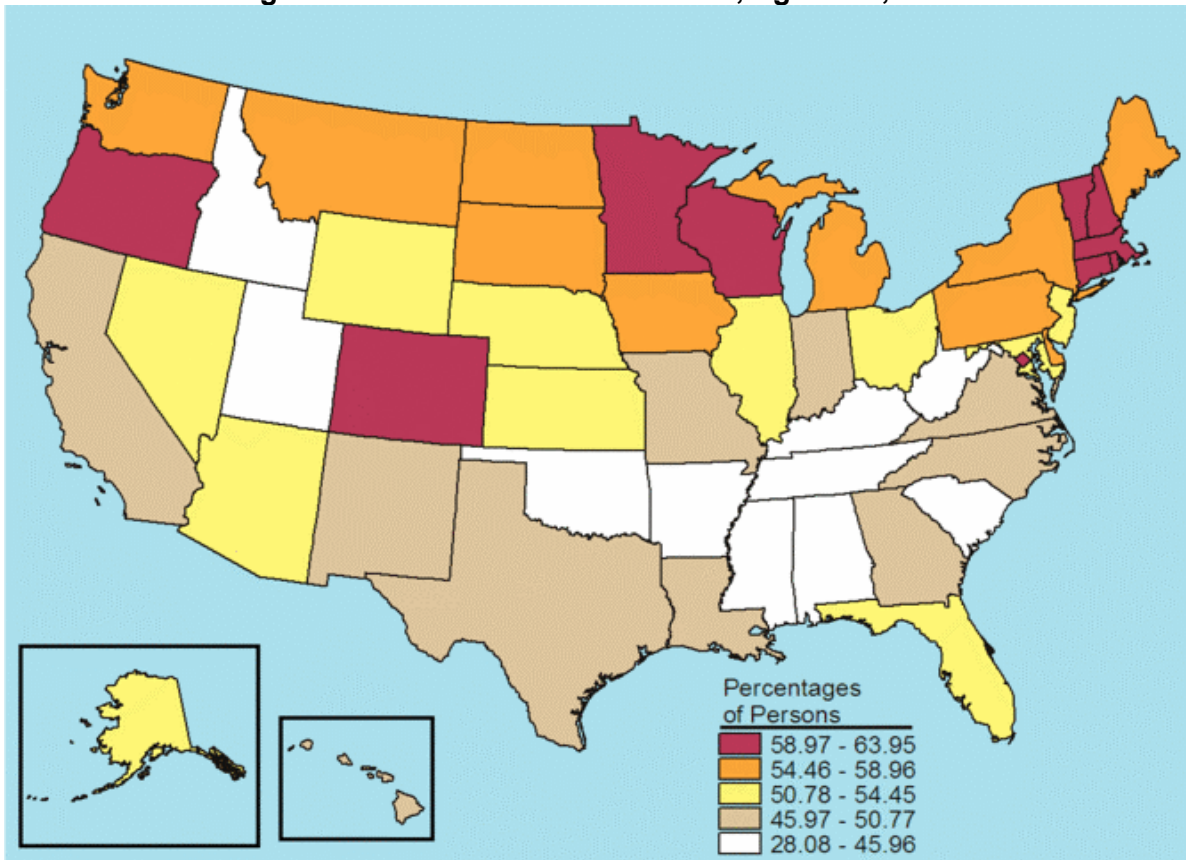 Percentages
of Persons
58.97 - 63.95
54.46 - 58.96
50.78 - 54.45
45.97 - 50.77
28.08 - 45.96